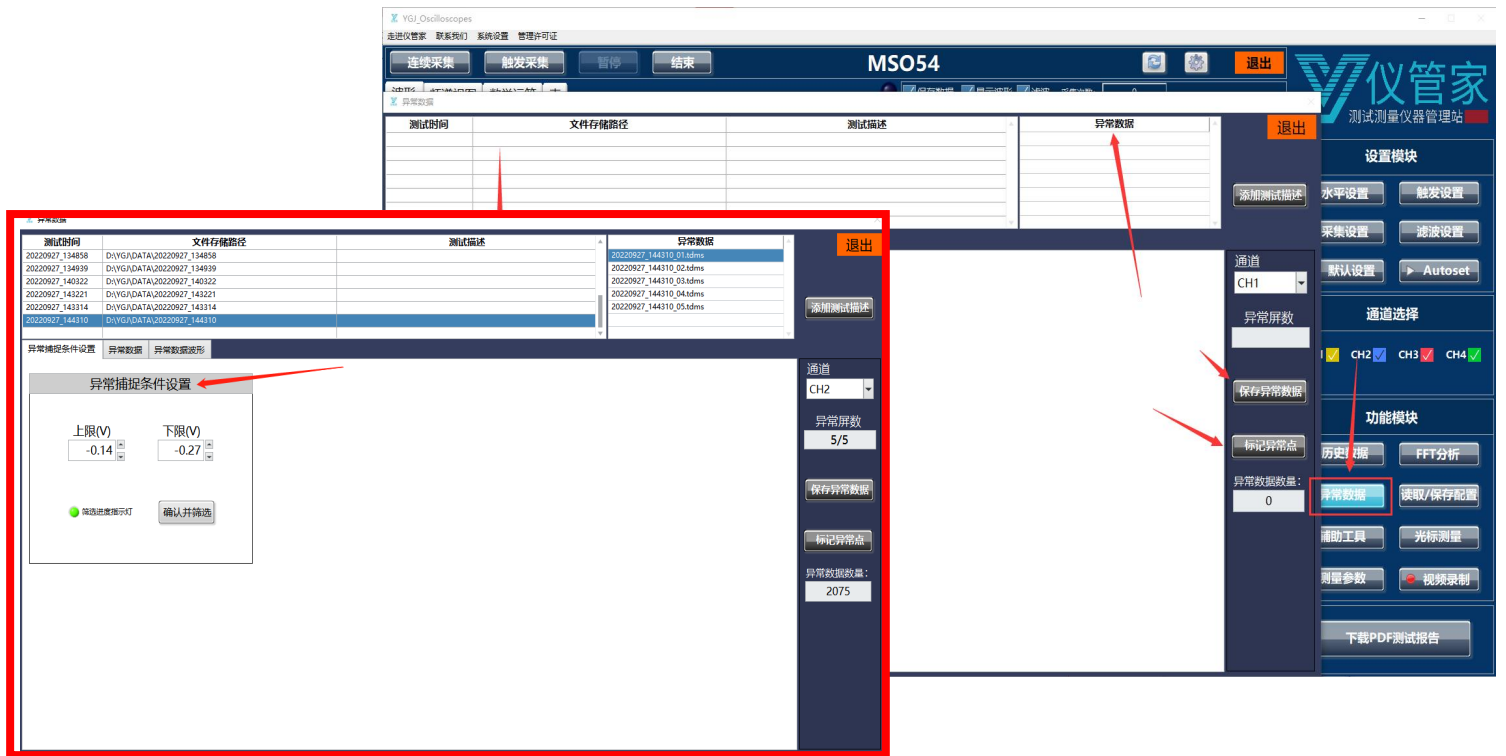 YGJ_Oscilloscopes
走进仪管家 联系我们 系统设置 管理许可证
连续采集 触发采集 暂停 结束 MSO54 退出
保存数据 显示波形 滤波 采集次数 0
异常数据
测试时间 文件存储路径 测试描述 异常数据 退出
添加测试描述
通道
CH1
异常屏数
保存异常数据
标记异常点
异常数据数量:
0
仪管家
测试测量仪器管理站
设置模块
水平设置 触发设置
采集设置 滤波设置
默认设置 Autoset
通道选择
CH2 CH3 CH4
功能模块
历史数据 FFT分析
异常数据 读取/保存配置
辅助工具 光标测量
测量参数 视频录制
下载PDF测试报告
异常数据
测试时间 文件存储路径 测试描述 异常数据 退出
20220927_134858 D:\YGJ\DATA\20220927_134858 20220927_144310_01.tdms
20220927_134939 D:\YGJ\DATA\20220927_134939 20220927_144310_02.tdms
20220927_140322 D:\YGJ\DATA\20220927_140322 20220927_144310_03.tdms
20220927_143221 D:\YGJ\DATA\20220927_143221 20220927_144310_04.tdms
20220927_143314 D:\YGJ\DATA\20220927_143314 20220927_144310_05.tdms
20220927_144310 D:\YGJ\DATA\20220927_144310
添加测试描述
异常捕捉条件设置 异常数据 异常数据波形
异常捕捉条件设置
上限(V) 下限(V)
-0.14 -0.27
筛选进度指示灯 确认并筛选
通道
CH2
异常屏数
5/5
保存异常数据
标记异常点
异常数据数量:
2075